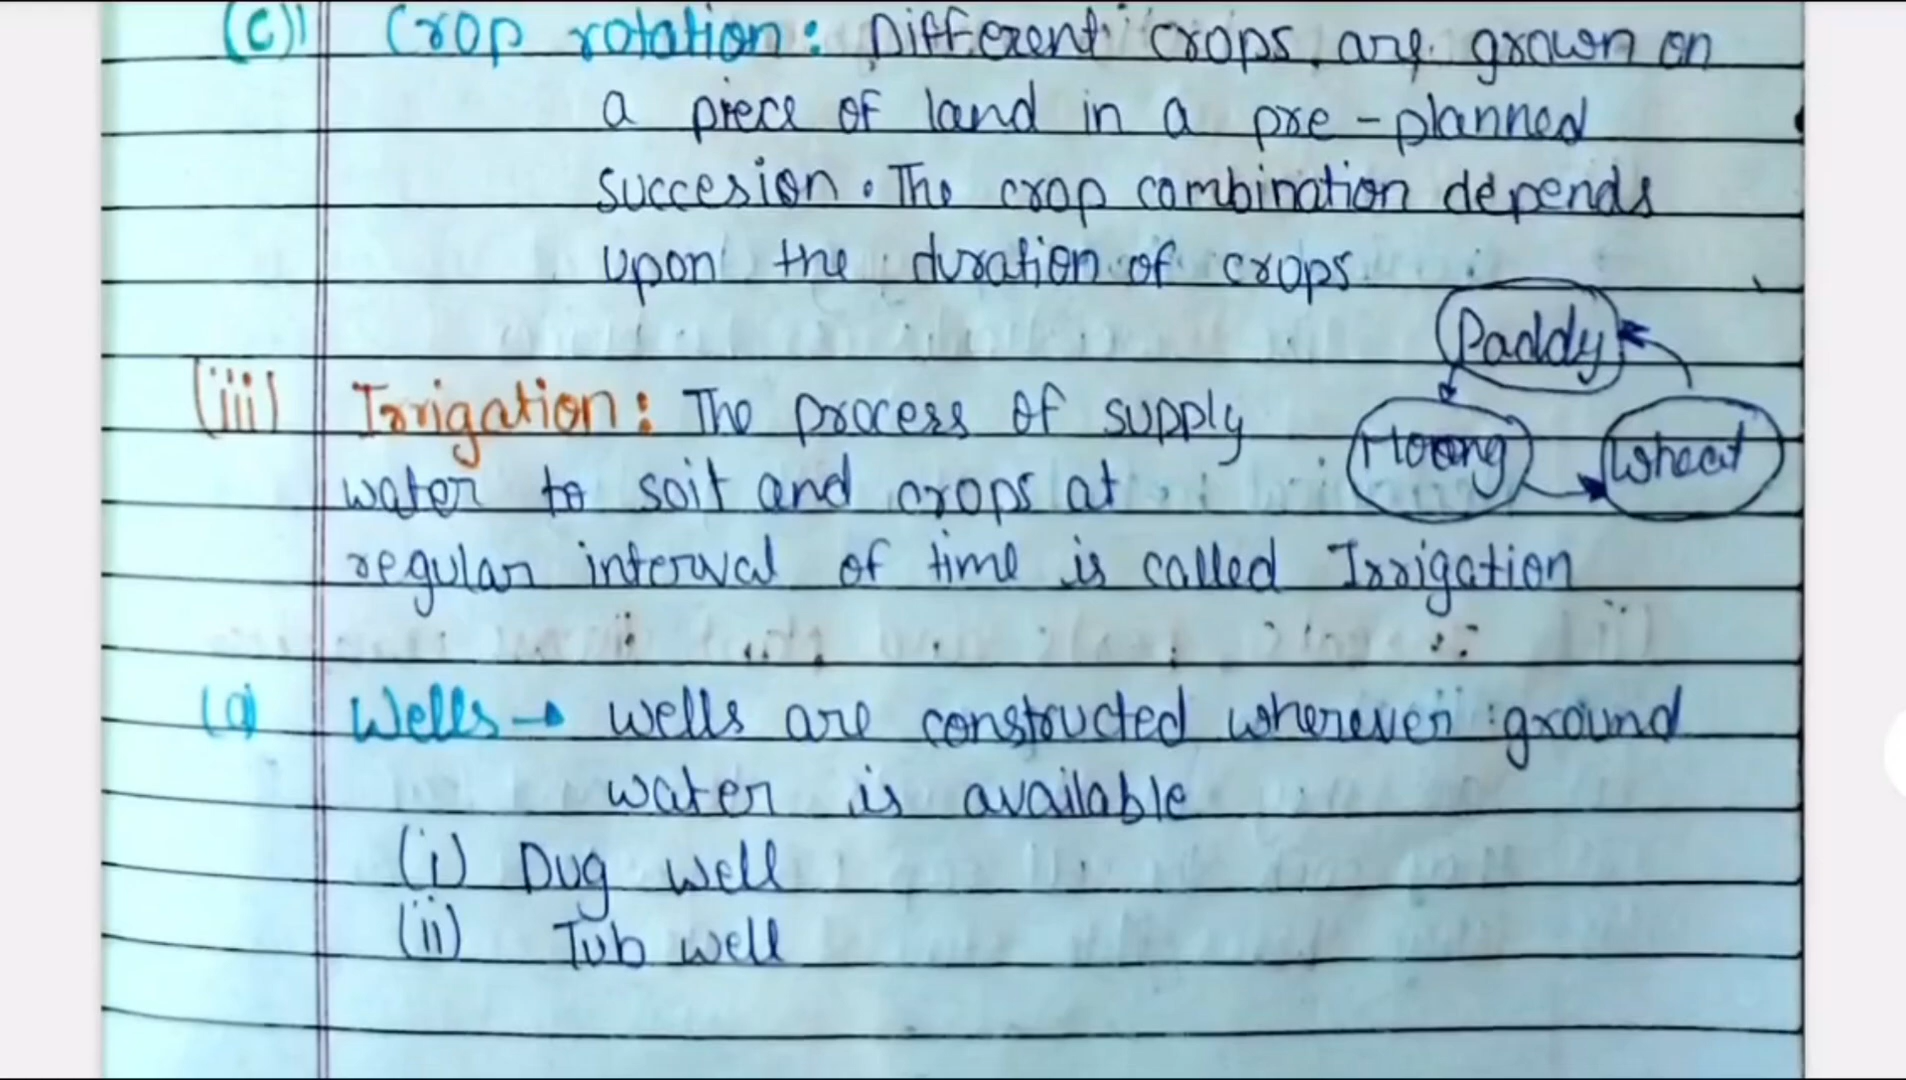 (c) Crop rotation: Different crops are grown on
a piece of land in a pre-planned
succesion. The crop combination depends
upon the duration of crops
Paddy
(iii) Irrigation: The process of supply
Moong Wheat
water to soil and crops at
regular interval of time is called Irrigation
(a) Wells → wells are constructed wherever ground
water is available
(i) Dug well
(ii) Tub well